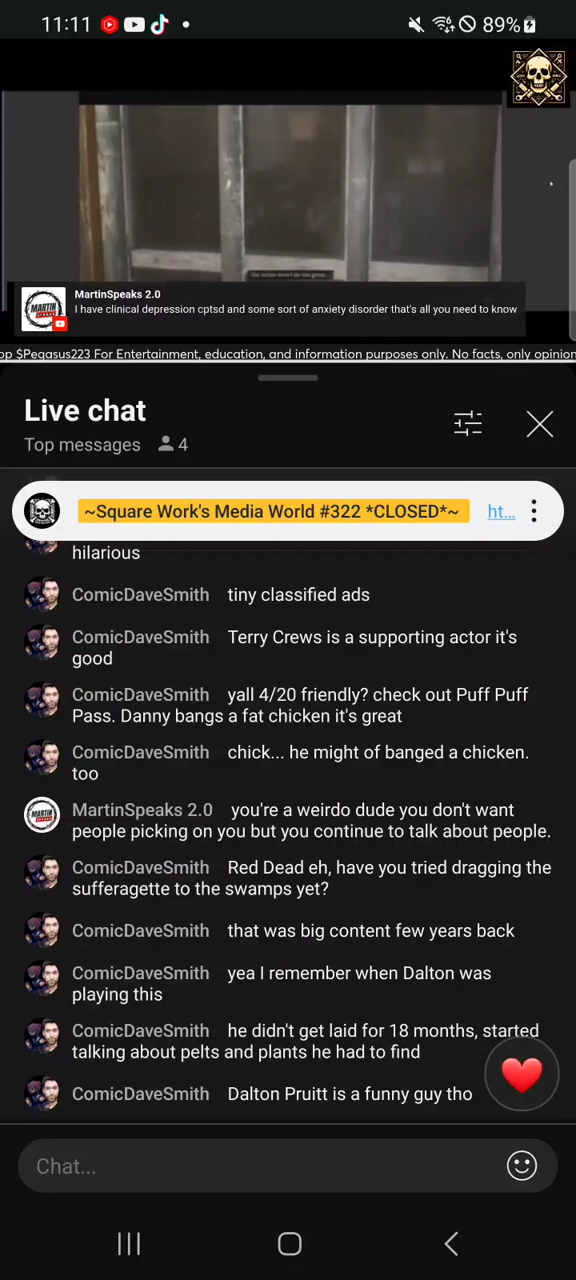 11:11
89%
MartinSpeaks 2.0
I have clinical depression cptsd and some sort of anxiety disorder that's all you need to know
op $Pegasus223 For Entertainment, education, and information purposes only. No facts, only opinion
Live chat
Top messages 4
~Square Work's Media World #322 *CLOSED*~ ht...
hilarious
ComicDaveSmith tiny classified ads
ComicDaveSmith Terry Crews is a supporting actor it's
good
ComicDaveSmith yall 4/20 friendly? check out Puff Puff
Pass. Danny bangs a fat chicken it's great
ComicDaveSmith chick... he might of banged a chicken.
too
MartinSpeaks 2.0 you're a weirdo dude you don't want
people picking on you but you continue to talk about people.
ComicDaveSmith Red Dead eh, have you tried dragging the
sufferagette to the swamps yet?
ComicDaveSmith that was big content few years back
ComicDaveSmith yea I remember when Dalton was
playing this
ComicDaveSmith he didn't get laid for 18 months, started
talking about pelts and plants he had to find
ComicDaveSmith Dalton Pruitt is a funny guy tho
Chat...